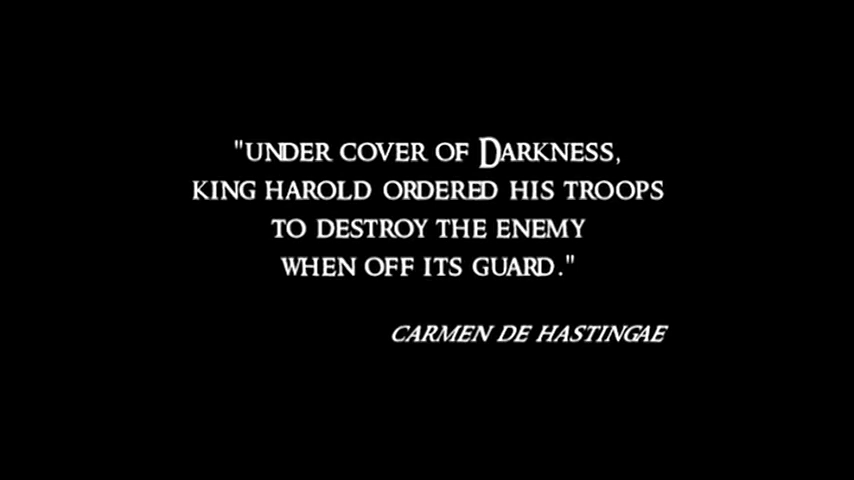 "UNDER COVER OF DARKNESS,
KING HAROLD ORDERED HIS TROOPS
TO DESTROY THE ENEMY
WHEN OFF ITS GUARD."
CARMEN DE HASTINGAE